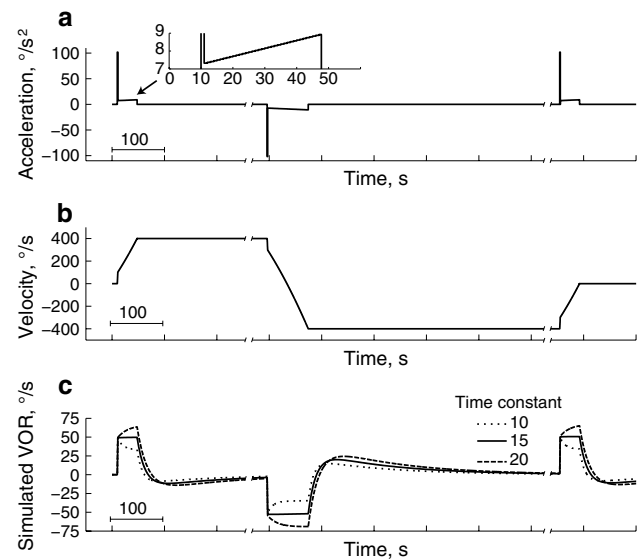 a
Acceleration, °/s²
100
50
0
−50
−100
9
8
7
0 10 20 30 40 50
100
Time, s
b
Velocity, °/s
400
200
0
−200
−400
100
Time, s
c
Simulated VOR, °/s
75
50
25
0
−25
−50
−75
100
Time constant
10
15
20
Time, s